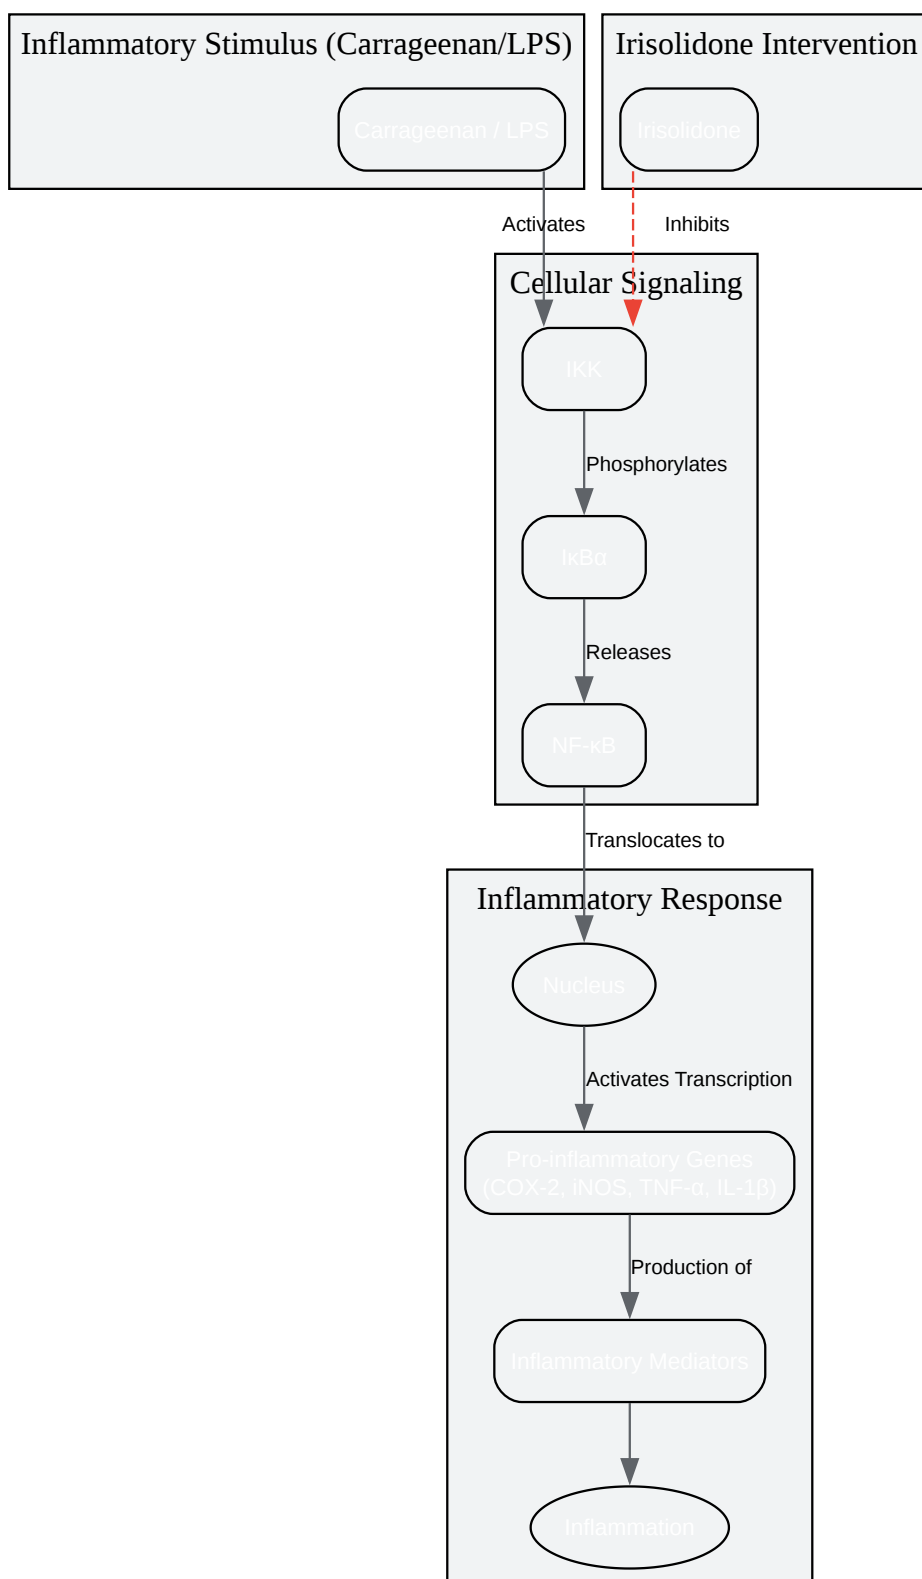 Inflammatory Stimulus (Carrageenan/LPS)
Irisolidone Intervention
Carrageenan / LPS
Irisolidone
Activates
Inhibits
Cellular Signaling
IKK
Phosphorylates
IκBα
Releases
NF-κB
Translocates to
Inflammatory Response
Nucleus
Activates Transcription
Pro-inflammatory Genes
(COX-2, iNOS, TNF-α, IL-1β)
Production of
Inflammatory Mediators
Inflammation